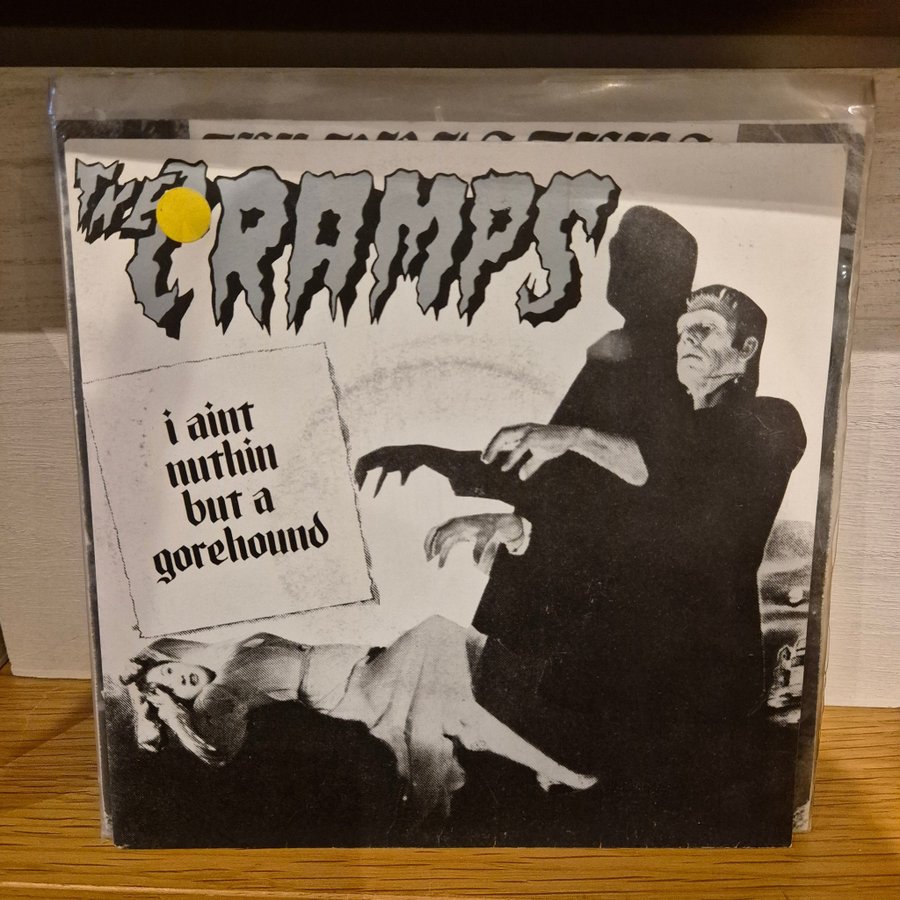 THE CRAMPS
i aint
nuthin
but a
gorehound